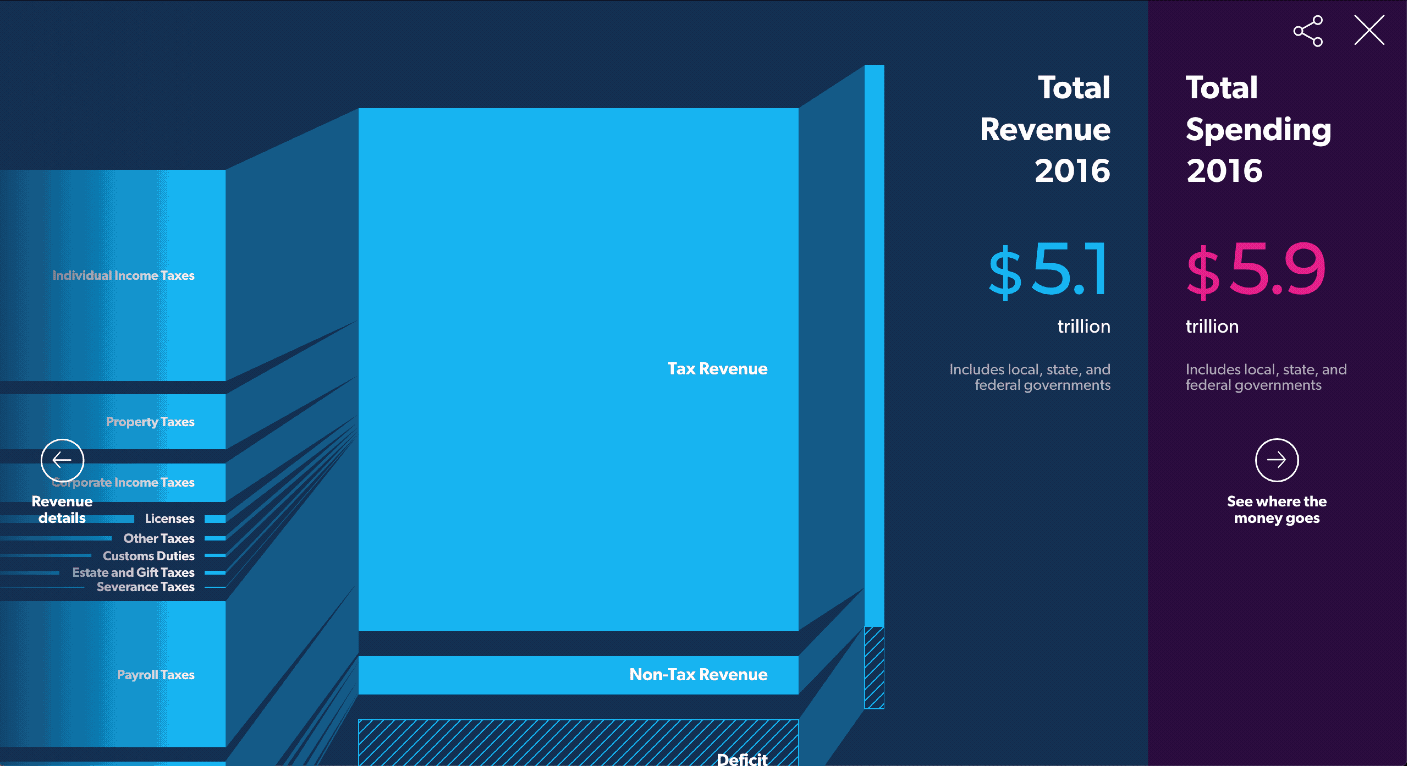 Individual Income Taxes
Property Taxes
Corporate Income Taxes
Revenue
details
Licenses
Other Taxes
Customs Duties
Estate and Gift Taxes
Severance Taxes
Payroll Taxes
Tax Revenue
Non-Tax Revenue
Deficit
Total
Revenue
2016
$5.1
trillion
Includes local, state, and
federal governments
Total
Spending
2016
$5.9
trillion
Includes local, state, and
federal governments
See where the
money goes